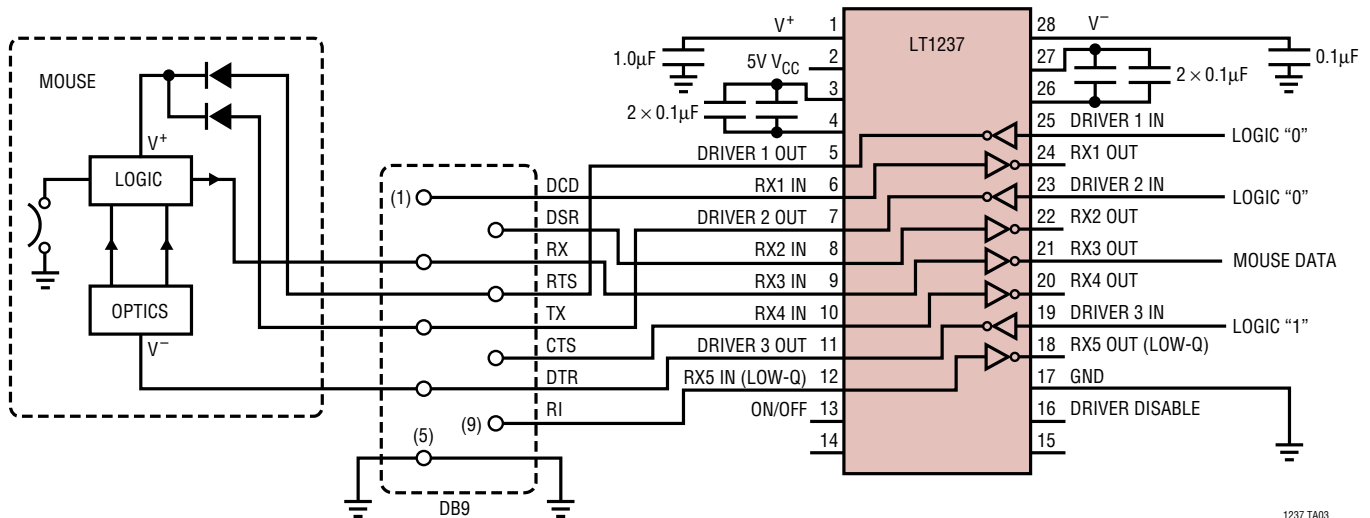 MOUSE
V+
LOGIC
OPTICS
V–
(1)
DCD
DSR
RX
RTS
TX
CTS
DTR
RI
(9)
(5)
DB9
1.0µF
V+
5V VCC
2 × 0.1µF
DRIVER 1 OUT
RX1 IN
DRIVER 2 OUT
RX2 IN
RX3 IN
RX4 IN
DRIVER 3 OUT
RX5 IN (LOW-Q)
ON/OFF
1
2
3
4
5
6
7
8
9
10
11
12
13
14
LT1237
28
27
26
25
24
23
22
21
20
19
18
17
16
15
V–
0.1µF
2 × 0.1µF
DRIVER 1 IN
LOGIC “0”
RX1 OUT
DRIVER 2 IN
LOGIC “0”
RX2 OUT
RX3 OUT
MOUSE DATA
RX4 OUT
DRIVER 3 IN
LOGIC “1”
RX5 OUT (LOW-Q)
GND
DRIVER DISABLE
1237 TA03